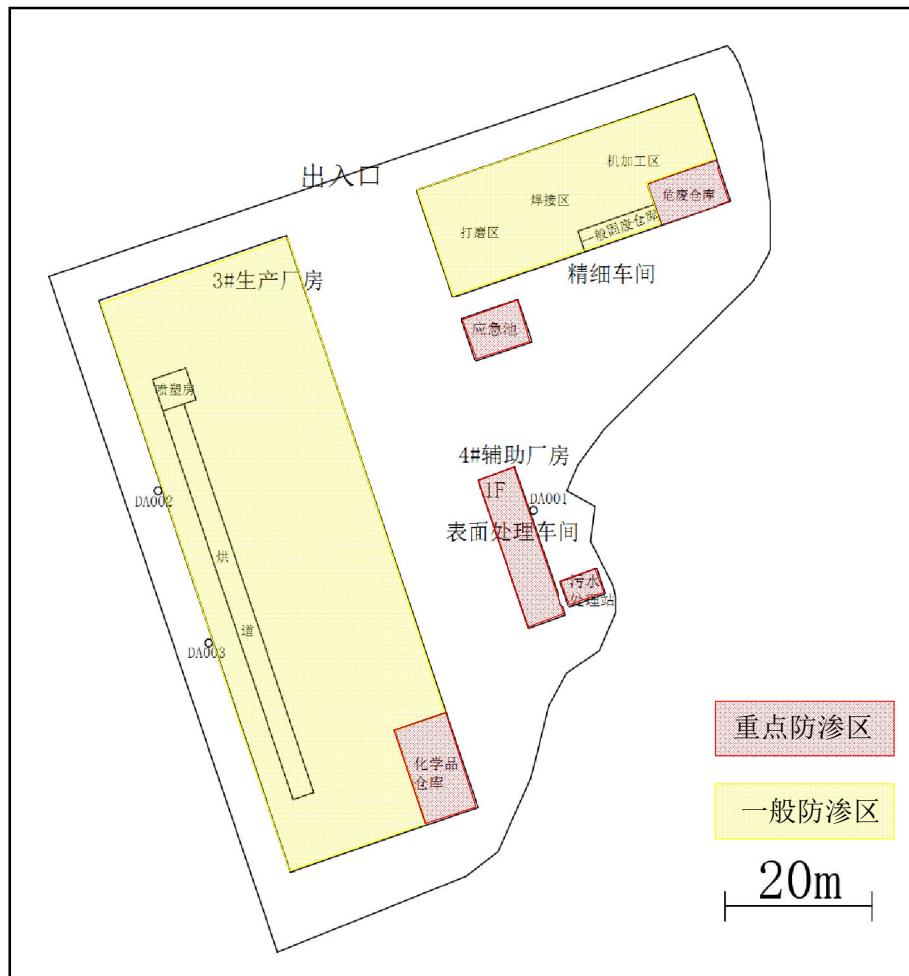 出入口
机加工区
焊接区
危废仓库
打磨区
一般固废仓库
精细车间
3#生产厂房
应急池
喷塑房
4#辅助厂房
1F
DA001
DA002
表面处理车间
烘
道
污水
处理站
DA003
重点防渗区
化学品
仓库
一般防渗区
20m